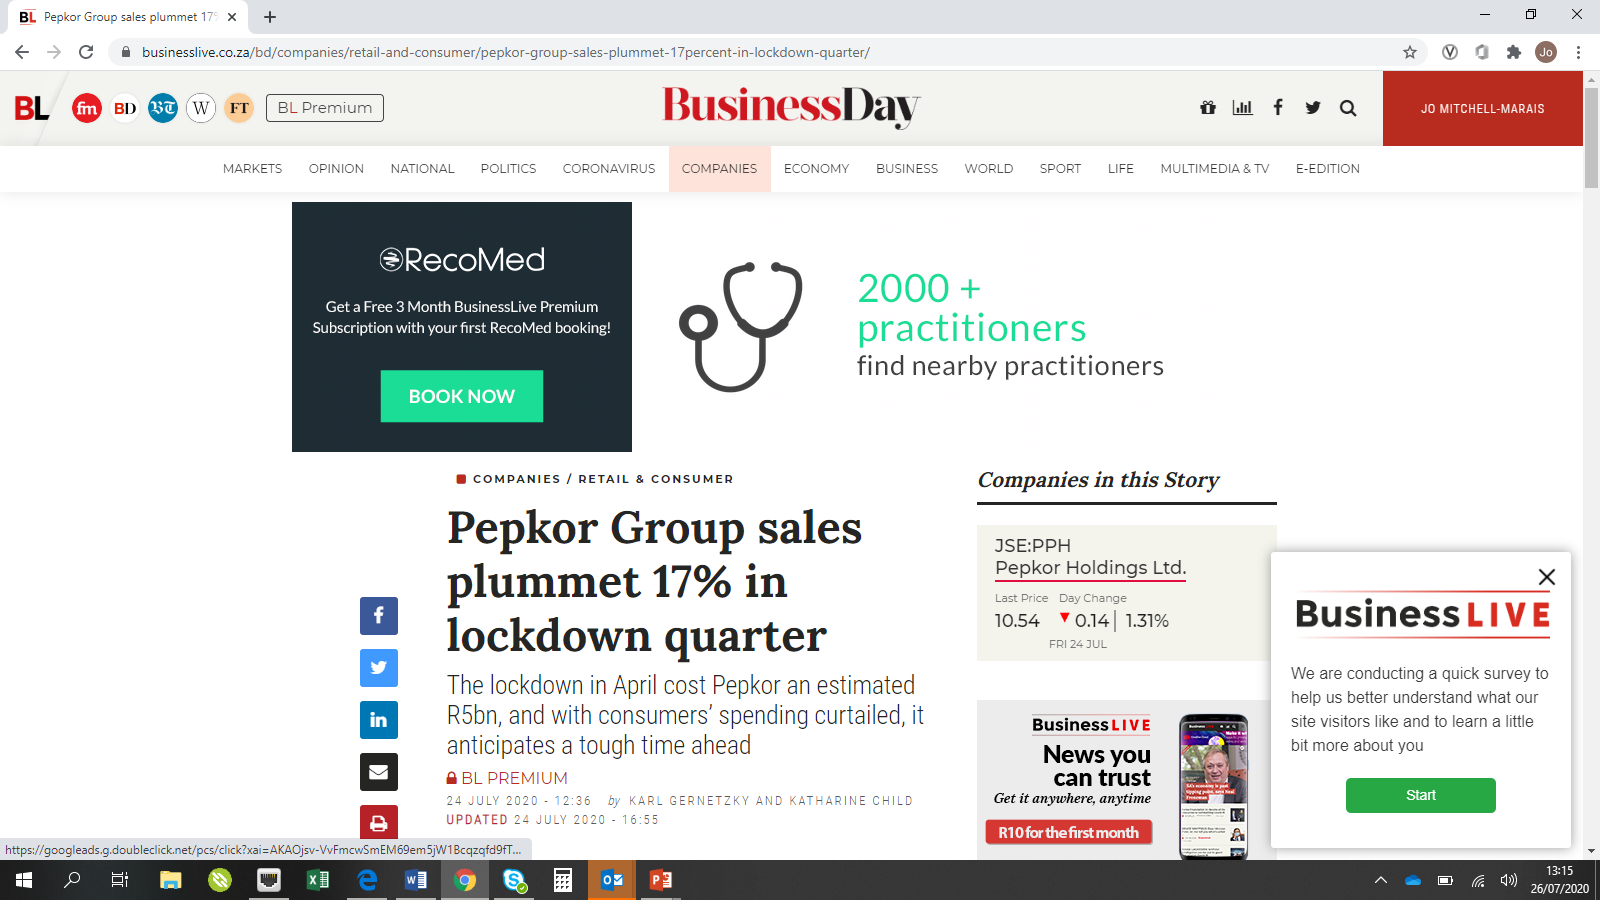 BL Pepkor Group sales plummet 17%
businesslive.co.za/bd/companies/retail-and-consumer/pepkor-group-sales-plummet-17percent-in-lockdown-quarter/
Jo
BL fm BD BT W FT BL Premium
BusinessDay
JO MITCHELL-MARAIS
MARKETS OPINION NATIONAL POLITICS CORONAVIRUS COMPANIES ECONOMY BUSINESS WORLD SPORT LIFE MULTIMEDIA & TV E-EDITION
RecoMed
Get a Free 3 Month BusinessLive Premium
Subscription with your first RecoMed booking!
BOOK NOW
2000 +
practitioners
find nearby practitioners
COMPANIES / RETAIL & CONSUMER
Pepkor Group sales
plummet 17% in
lockdown quarter
The lockdown in April cost Pepkor an estimated
R5bn, and with consumers’ spending curtailed, it
anticipates a tough time ahead
BL PREMIUM
24 JULY 2020 - 12:36 by KARL GERNETZKY AND KATHARINE CHILD
UPDATED 24 JULY 2020 - 16:55
Companies in this Story
JSE:PPH
Pepkor Holdings Ltd.
Last Price Day Change
10.54 0.14 1.31%
FRI 24 JUL
Business LIVE
News you
can trust
Get it anywhere, anytime
R10 for the first month
Business LIVE
We are conducting a quick survey to
help us better understand what our
site visitors like and to learn a little
bit more about you
Start
https://googleads.g.doubleclick.net/pcs/click?xai=AKAOjsv-VvFmcwSmEM69em5jW1Bcqzqfd9fT...
13:15
26/07/2020